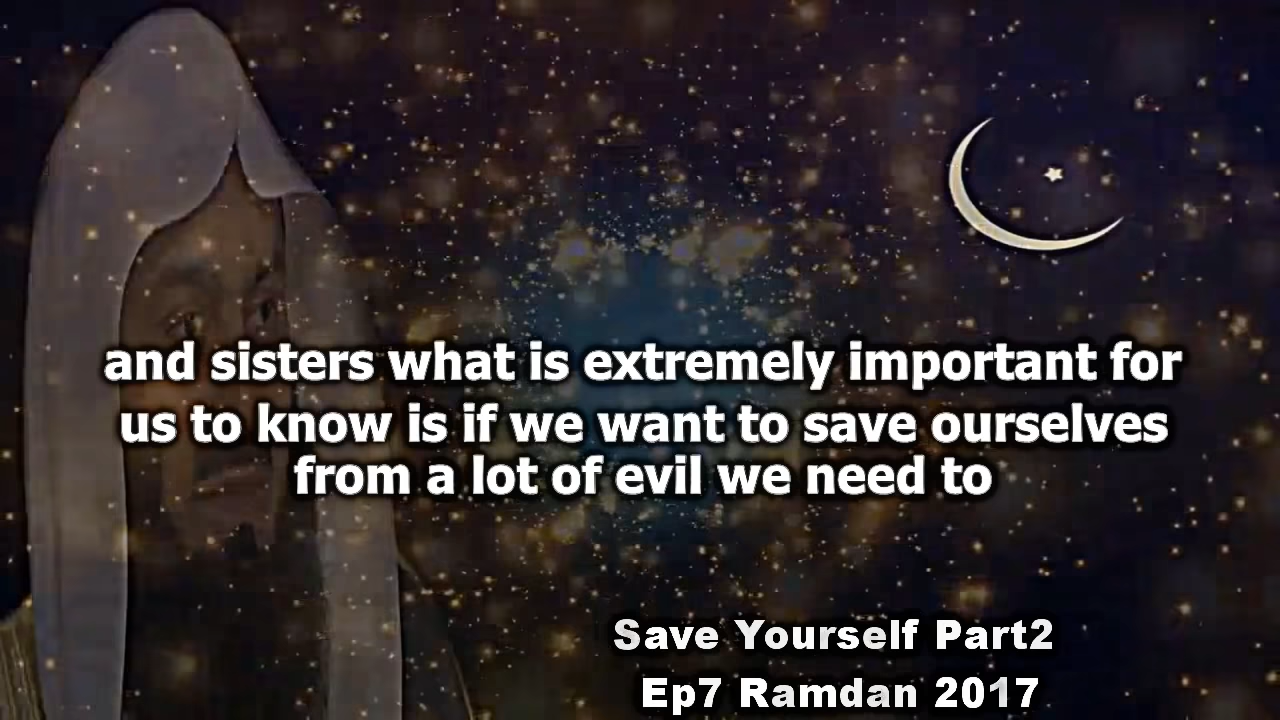 and sisters what is extremely important for
us to know is if we want to save ourselves
from a lot of evil we need to
Save Yourself Part2
Ep7 Ramdan 2017